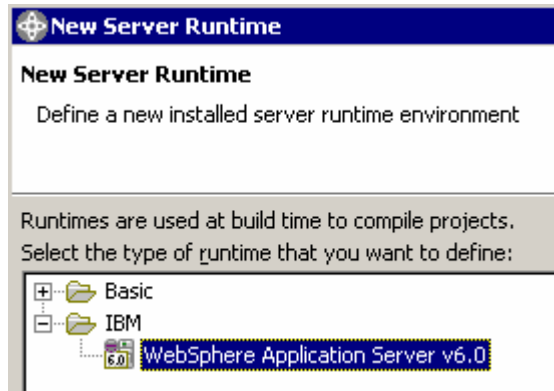 New Server Runtime
New Server Runtime
Define a new installed server runtime environment
Runtimes are used at build time to compile projects.
Select the type of runtime that you want to define:
Basic
IBM
6.0 WebSphere Application Server v6.0